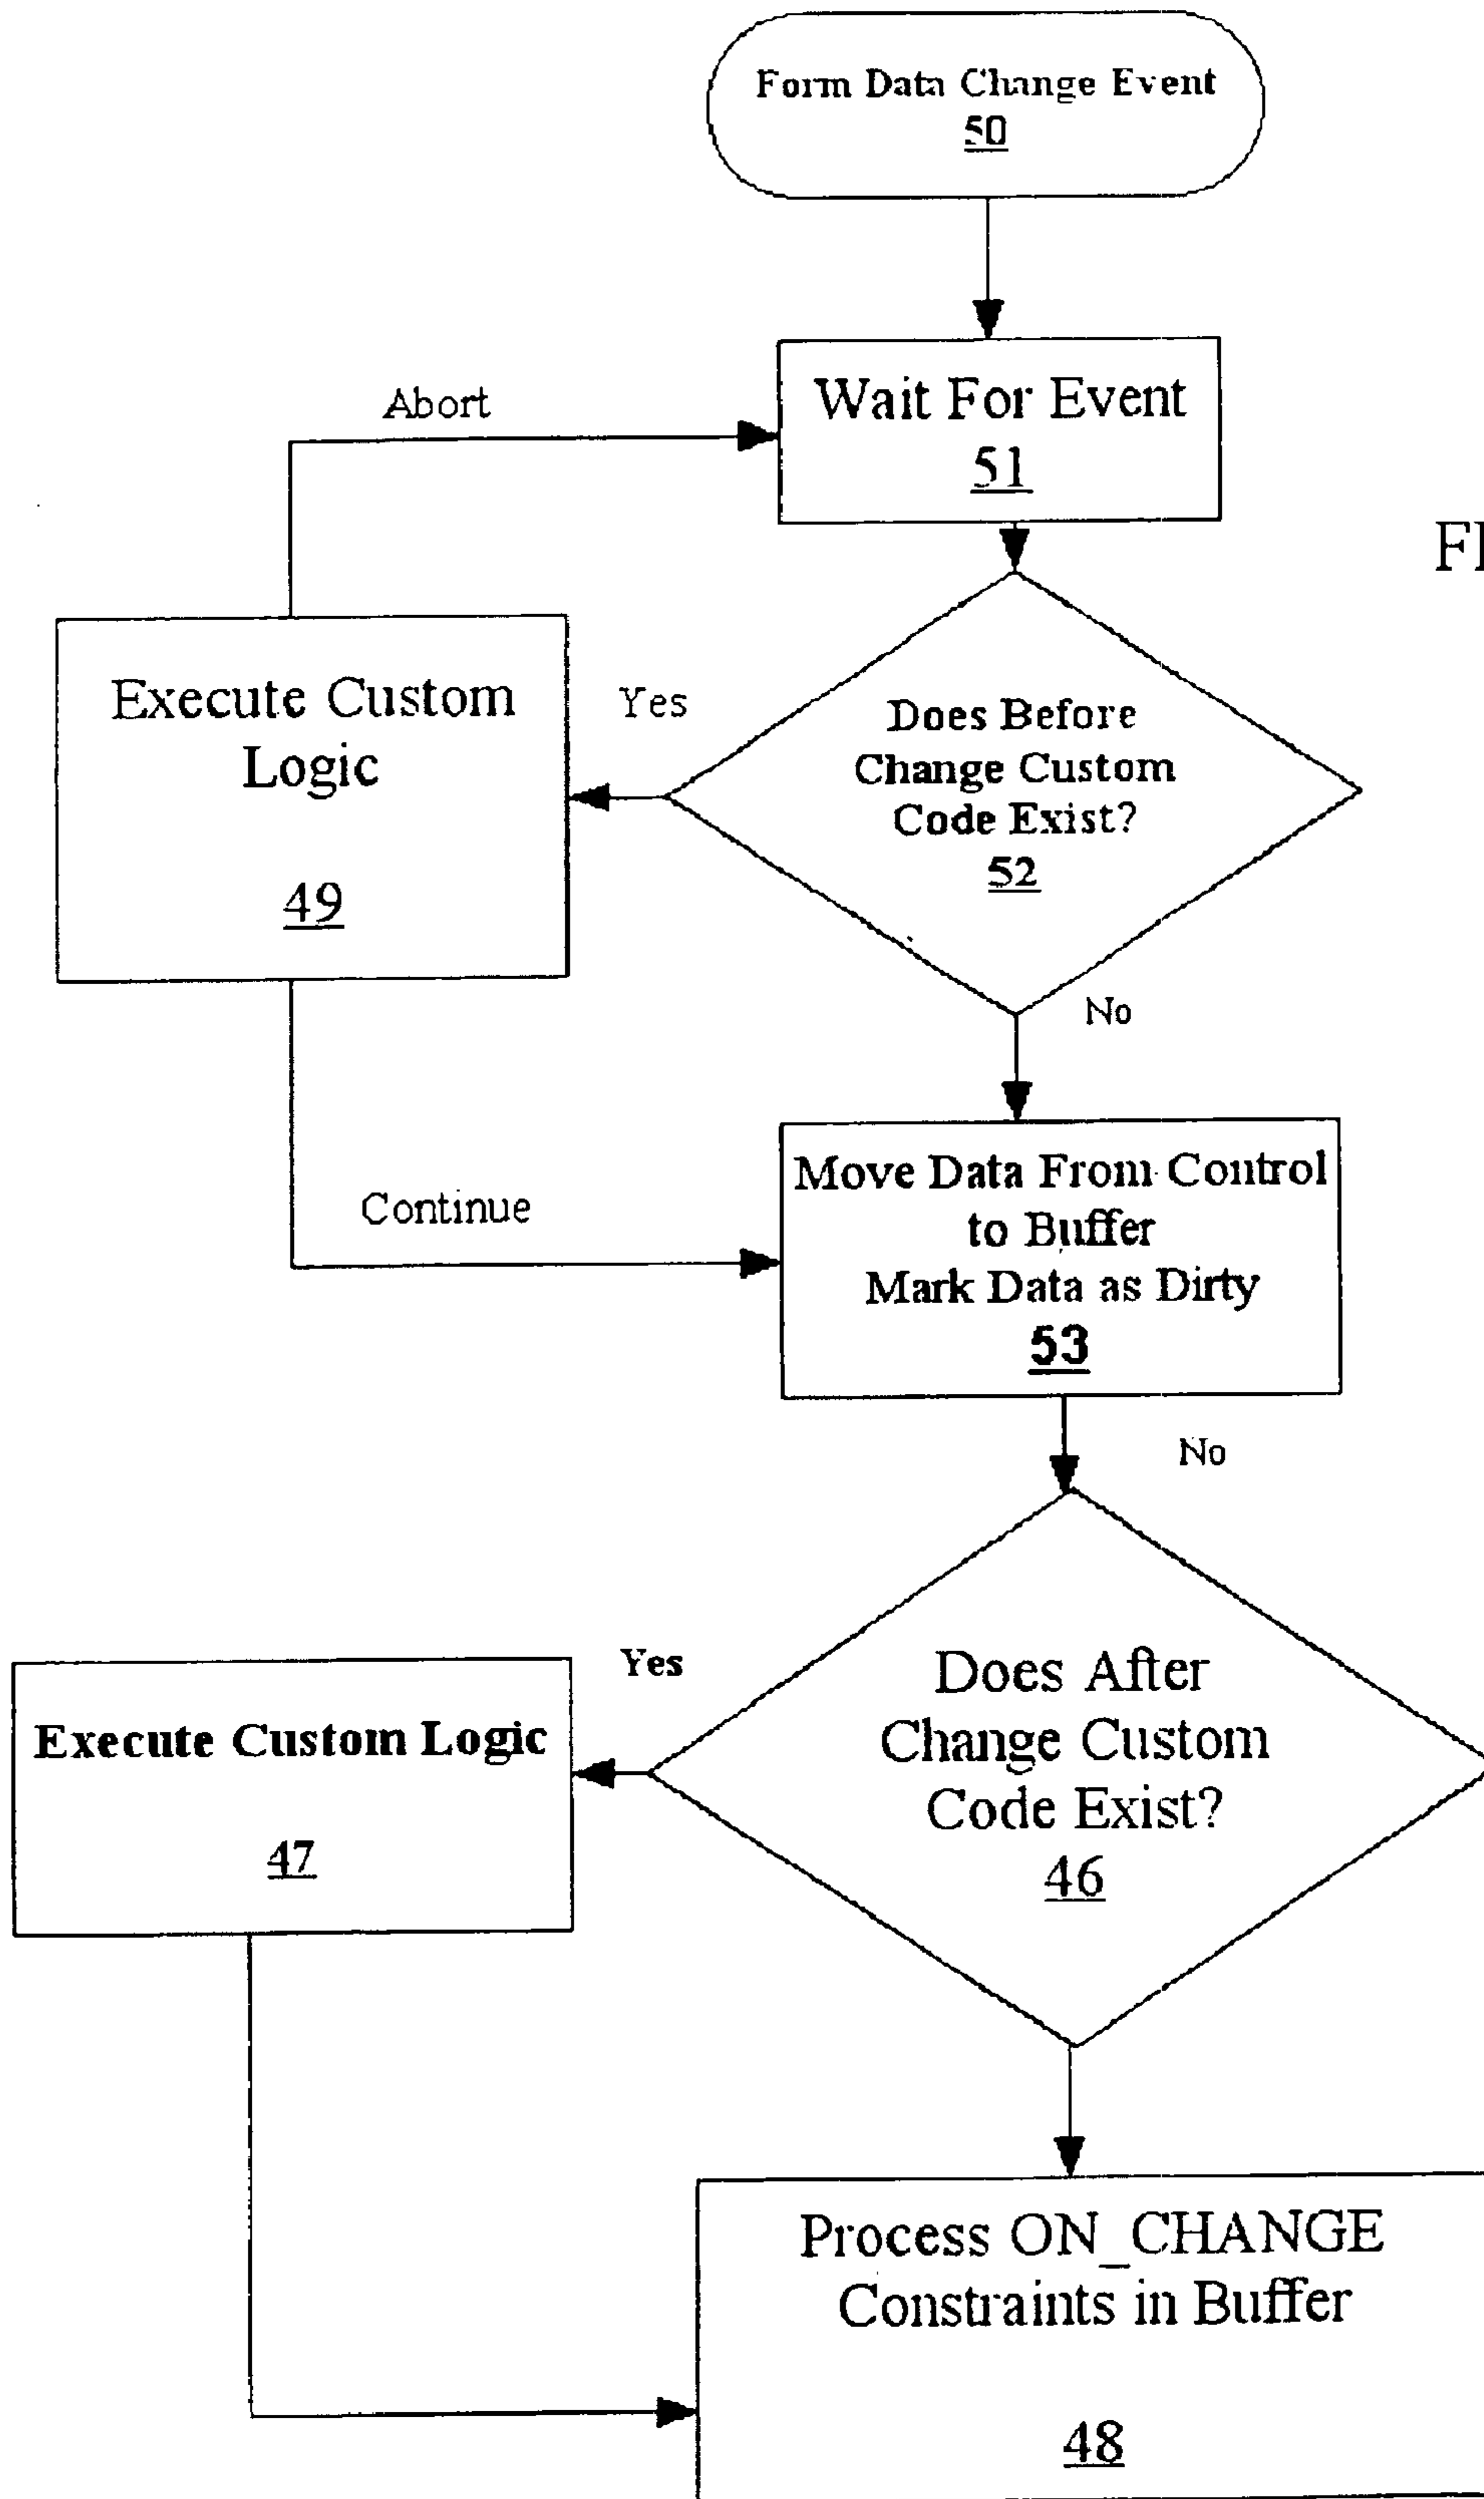 Form Data Change Event
50
Abort
Wait For Event
51
Execute Custom
Logic
49
Yes
Does Before
Change Custom
Code Exist?
52
No
Continue
Move Data From Control
to Buffer
Mark Data as Dirty
53
No
Yes
Execute Custom Logic
47
Does After
Change Custom
Code Exist?
46
Process ON_CHANGE
Constraints in Buffer
48